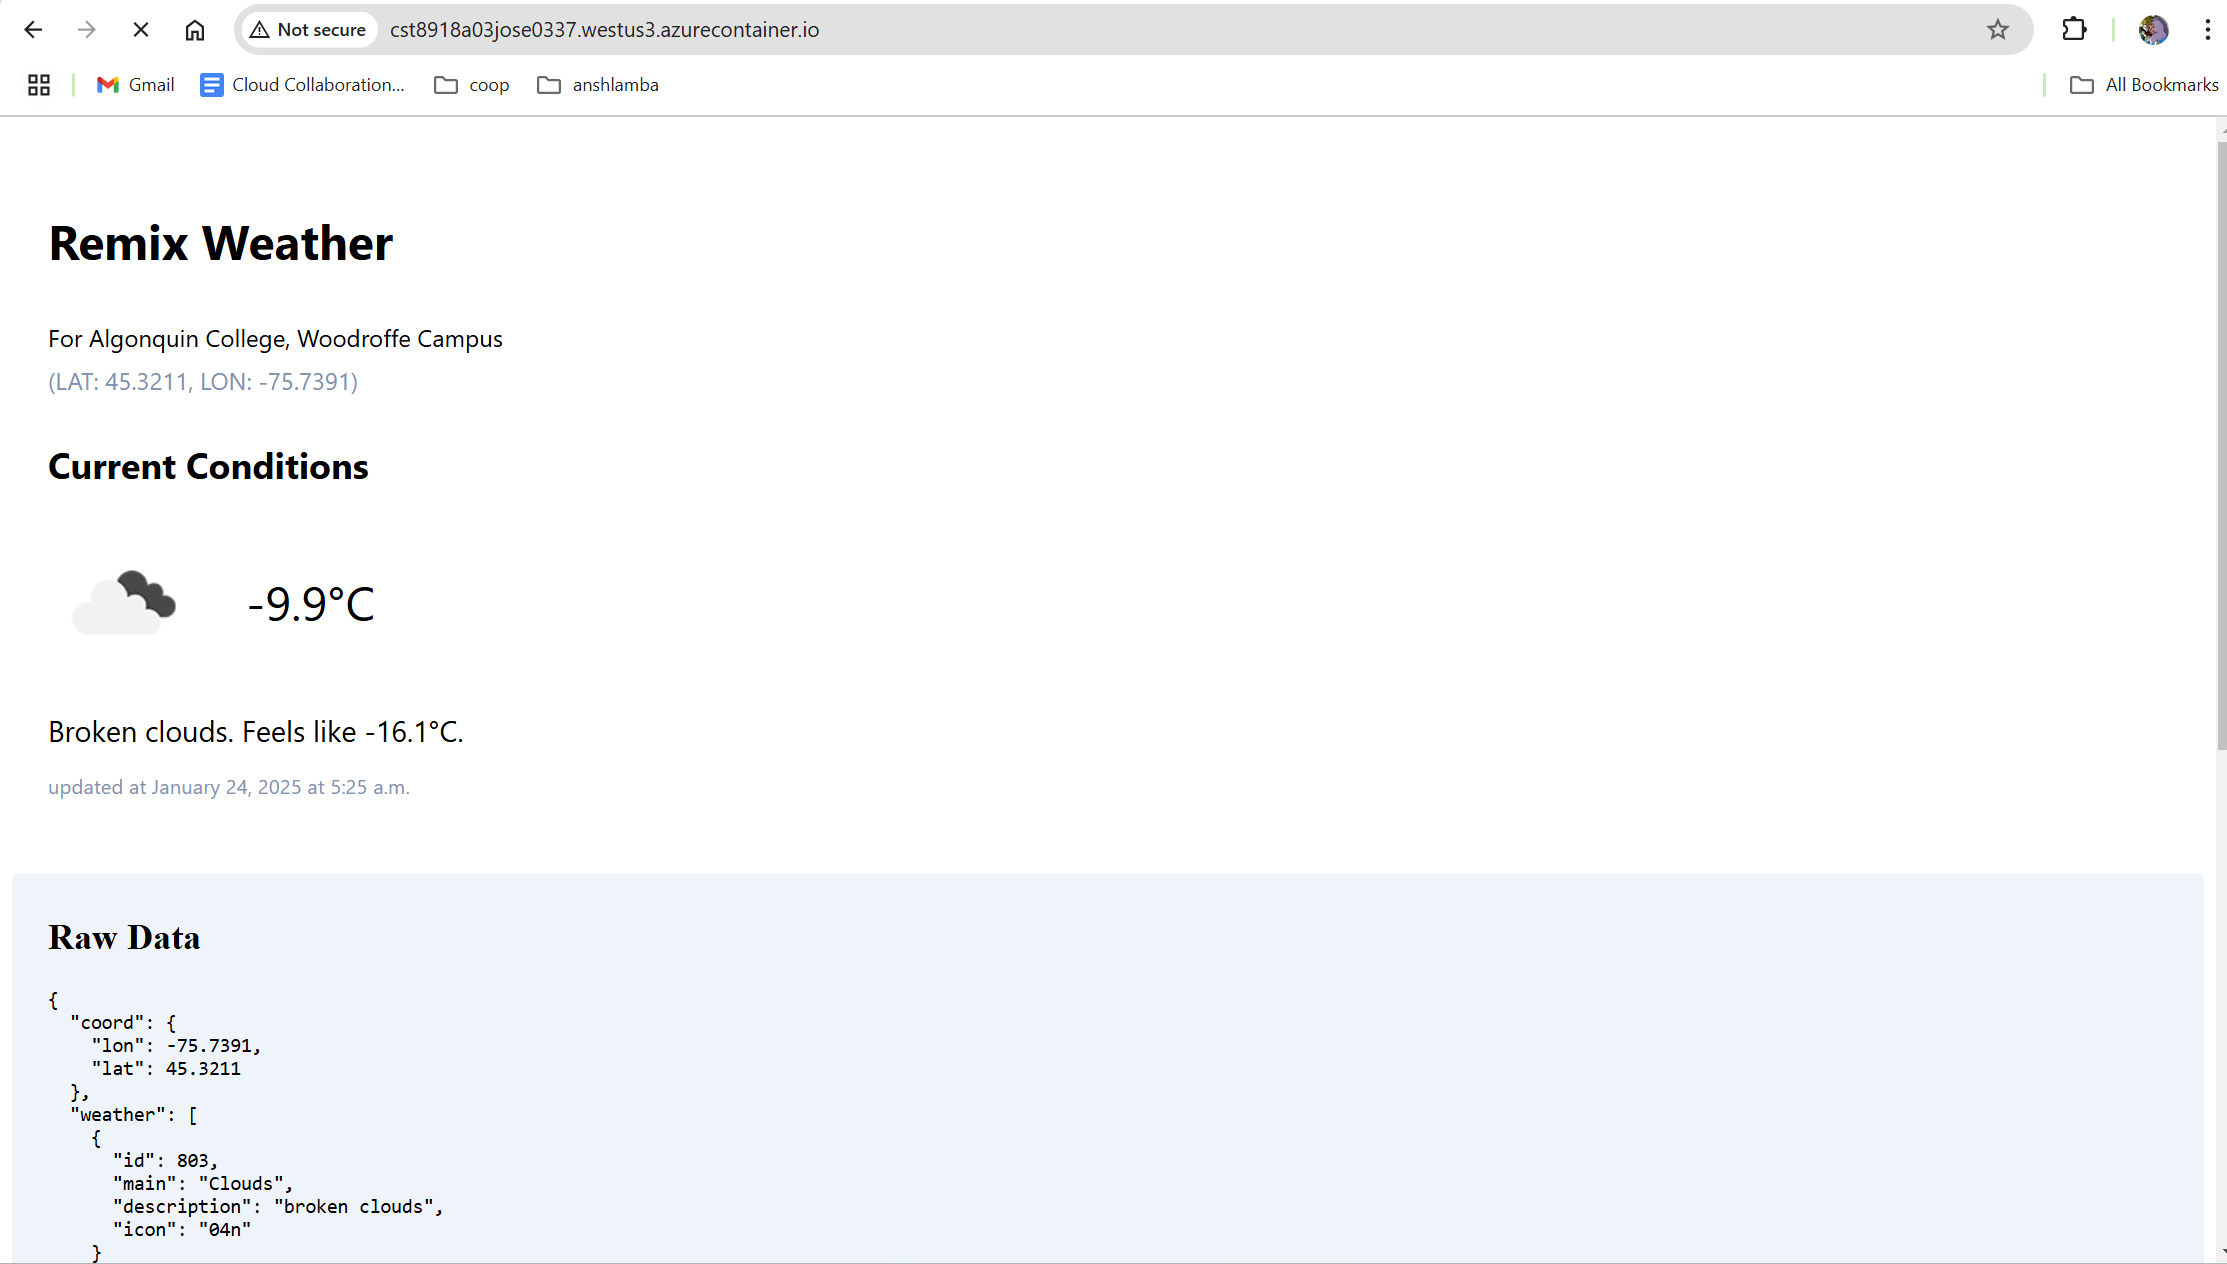 Not secure cst8918a03jose0337.westus3.azurecontainer.io
Gmail Cloud Collaboration... coop anshlamba All Bookmarks
Remix Weather
For Algonquin College, Woodroffe Campus
(LAT: 45.3211, LON: -75.7391)
Current Conditions
-9.9°C
Broken clouds. Feels like -16.1°C.
updated at January 24, 2025 at 5:25 a.m.
Raw Data
{
  "coord": {
    "lon": -75.7391,
    "lat": 45.3211
  },
  "weather": [
    {
      "id": 803,
      "main": "Clouds",
      "description": "broken clouds",
      "icon": "04n"
    }